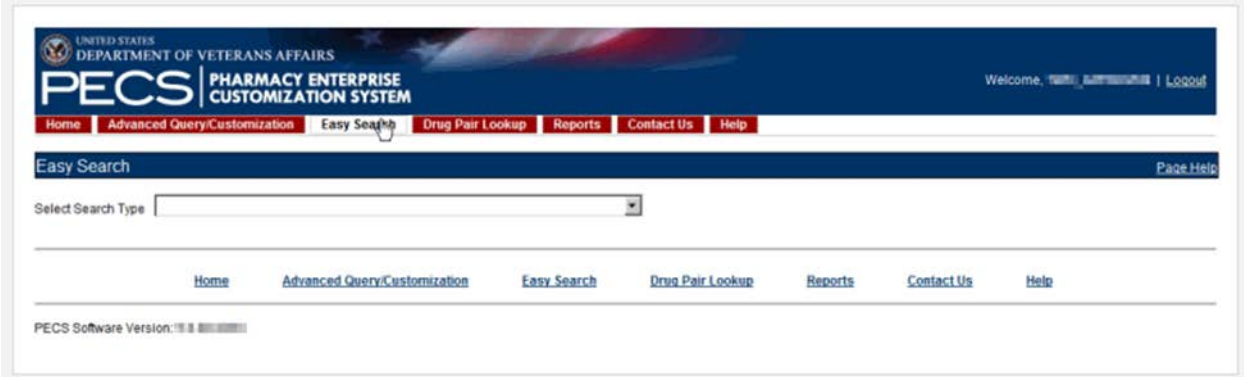 UNITED STATES
DEPARTMENT OF VETERANS AFFAIRS
PECS PHARMACY ENTERPRISE
CUSTOMIZATION SYSTEM
Welcome, | Logout
Home Advanced Query/Customization Easy Search Drug Pair Lookup Reports Contact Us Help
Easy Search Page Help
Select Search Type
Home Advanced Query/Customization Easy Search Drug Pair Lookup Reports Contact Us Help
PECS Software Version: